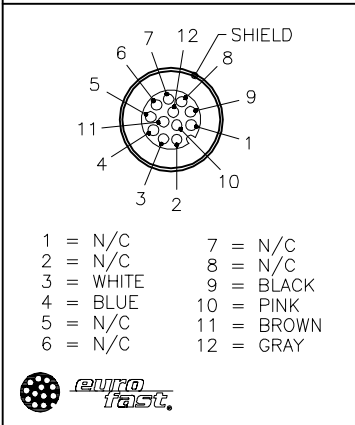 7 12 SHIELD
6 8
5 9
11 1
4 10
3 2
1 = N/C
2 = N/C
3 = WHITE
4 = BLUE
5 = N/C
6 = N/C
7 = N/C
8 = N/C
9 = BLACK
10 = PINK
11 = BROWN
12 = GRAY
euro
fast®